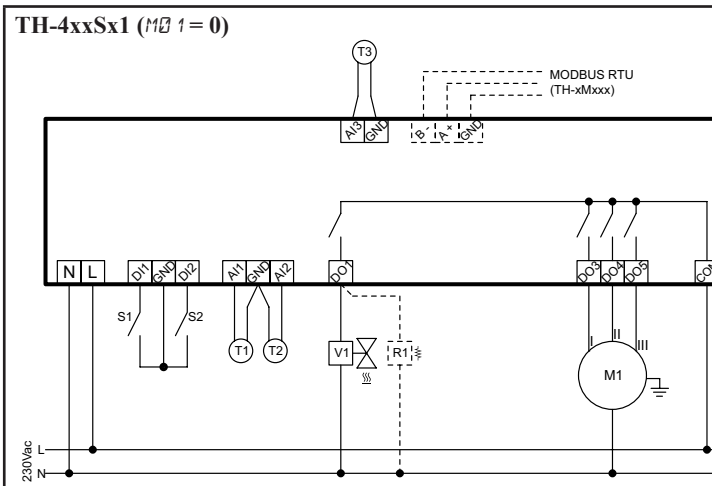 TH-4xxSx1 (M01 = 0)
T3
MODBUS RTU
(TH-xMxxx)
AI3 GND B - A + GND
N L DI1 GND DI2 AI1 GND AI2 DO1 DO3 DO4 DO5 COM
S1 S2
T1 T2
V1 R1
I II III
M1
230Vac L
N